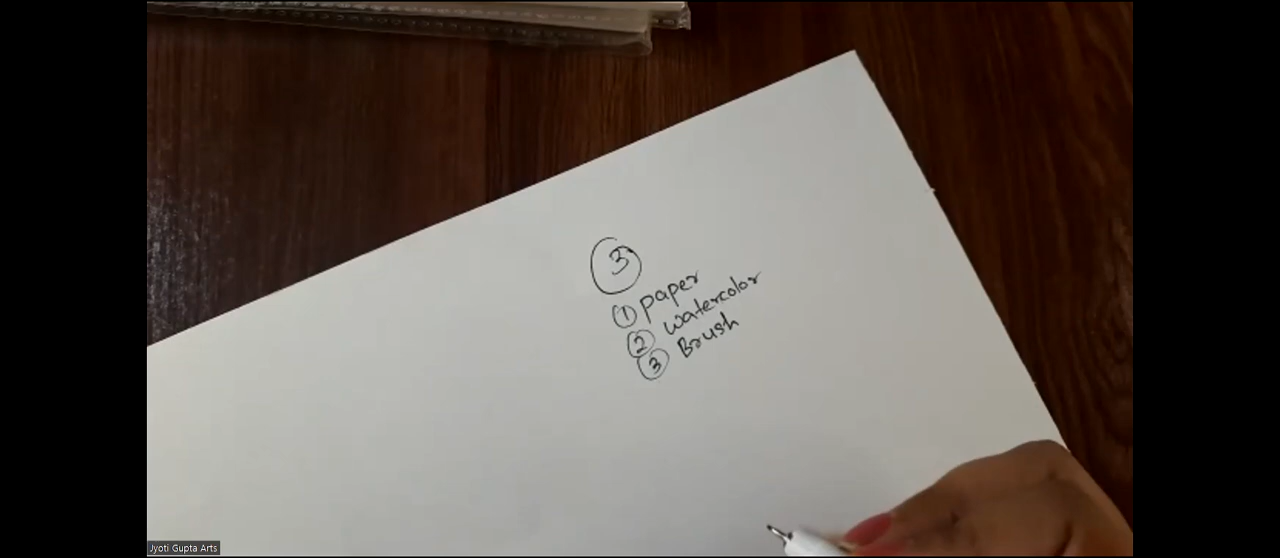 3
① Paper
② Watercolor
③ Brush
Jyoti Gupta Arts